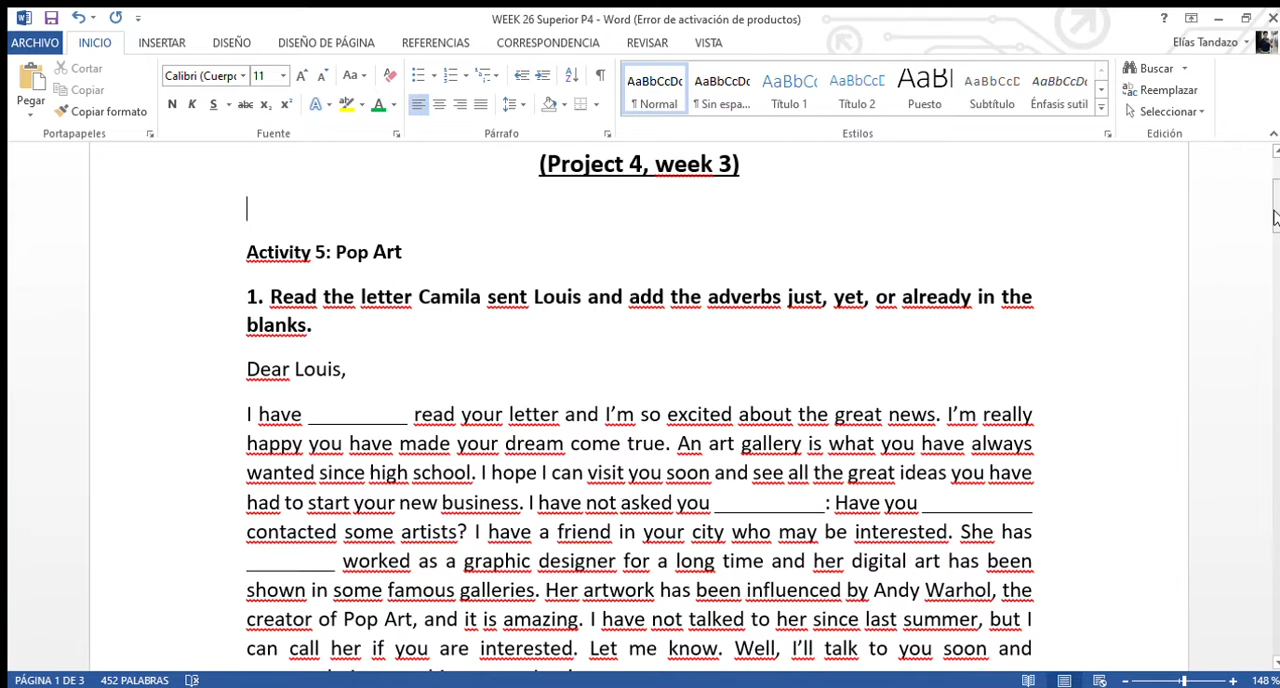 WEEK 26 Superior P4 - Word (Error de activación de productos)
ARCHIVO INICIO INSERTAR DISEÑO DISEÑO DE PÁGINA REFERENCIAS CORRESPONDENCIA REVISAR VISTA Elías Tandazo
Pegar
Cortar
Copiar
Copiar formato
Portapapeles
Calibri (Cuerpo 11
Fuente
Párrafo
AaBbCcDc AaBbCcDc AaBbC AaBbCcD AaBl AaBbCcD AaBbCcDc
¶ Normal ¶ Sin espa... Título 1 Título 2 Puesto Subtítulo Énfasis sutil
Estilos
Buscar
Reemplazar
Seleccionar
Edición
(Project 4, week 3)
Activity 5: Pop Art
1. Read the letter Camila sent Louis and add the adverbs just, yet, or already in the
blanks.
Dear Louis,
I have __________ read your letter and I'm so excited about the great news. I'm really
happy you have made your dream come true. An art gallery is what you have always
wanted since high school. I hope I can visit you soon and see all the great ideas you have
had to start your new business. I have not asked you ___________: Have you ___________
contacted some artists? I have a friend in your city who may be interested. She has
_________ worked as a graphic designer for a long time and her digital art has been
shown in some famous galleries. Her artwork has been influenced by Andy Warhol, the
creator of Pop Art, and it is amazing. I have not talked to her since last summer, but I
can call her if you are interested. Let me know. Well, I'll talk to you soon and
PÁGINA 1 DE 3 452 PALABRAS 148 %